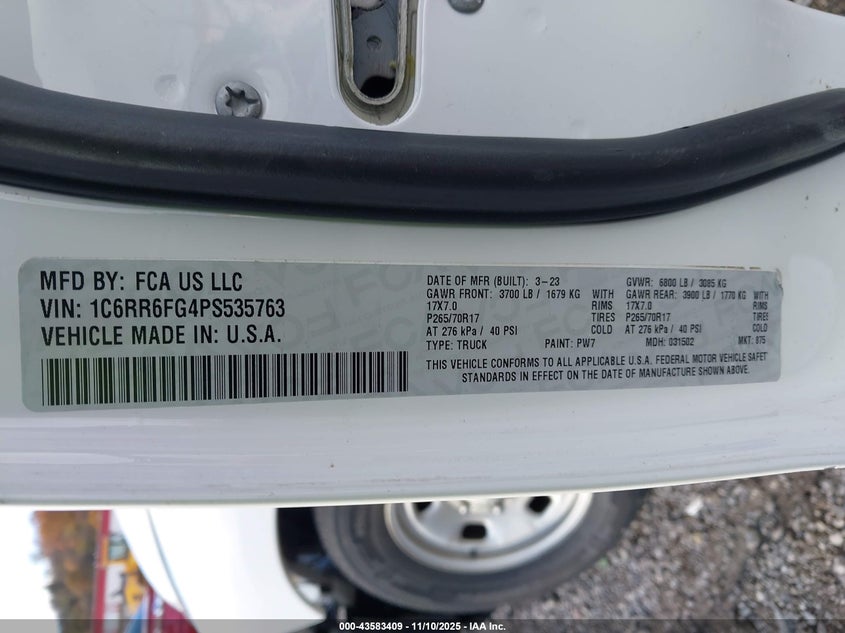 MFD BY: FCA US LLC
VIN: 1C6RR6FG4PS535763
VEHICLE MADE IN: U.S.A.
DATE OF MFR (BUILT): 3-23 GVWR: 6800 LB / 3085 KG
GAWR FRONT: 3700 LB / 1679 KG WITH GAWR REAR: 3900 LB / 1770 KG WITH
17X7.0 RIMS 17X7.0 RIMS
P265/70R17 TIRES P265/70R17 TIRES
AT 276 kPa / 40 PSI COLD AT 276 kPa / 40 PSI COLD
TYPE: TRUCK PAINT: PW7 MDH: 031502 MKT: 875
THIS VEHICLE CONFORMS TO ALL APPLICABLE U.S.A. FEDERAL MOTOR VEHICLE SAFET
STANDARDS IN EFFECT ON THE DATE OF MANUFACTURE SHOWN ABOVE.
000-43583409 - 11/10/2025 - IAA Inc.